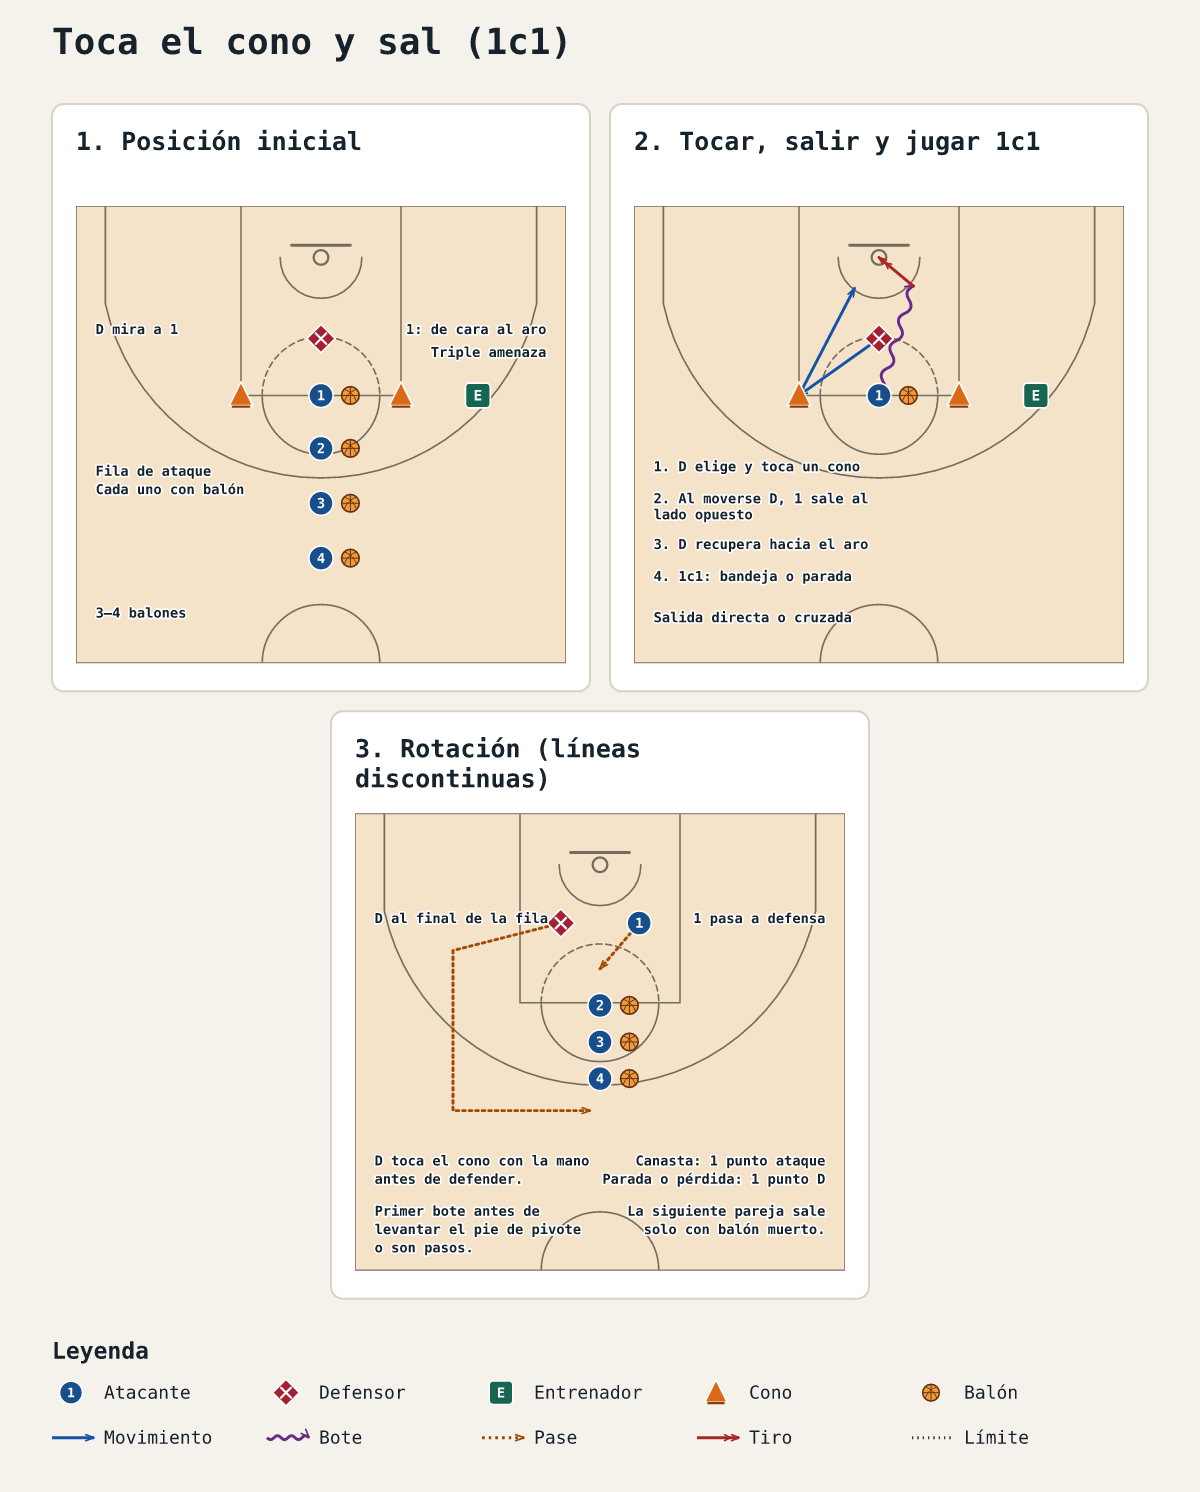 Toca el cono y sal (1c1)
1. Posición inicial
D mira a 1
1: de cara al aro
Triple amenaza
1
E
2
Fila de ataque
Cada uno con balón
3
4
3–4 balones
2. Tocar, salir y jugar 1c1
1
E
1. D elige y toca un cono
2. Al moverse D, 1 sale al
lado opuesto
3. D recupera hacia el aro
4. 1c1: bandeja o parada
Salida directa o cruzada
3. Rotación (líneas
discontinuas)
D al final de la fila
1
1 pasa a defensa
2
3
4
D toca el cono con la mano
antes de defender.
Canasta: 1 punto ataque
Parada o pérdida: 1 punto D
Primer bote antes de
levantar el pie de pivote
o son pasos.
La siguiente pareja sale
solo con balón muerto.
Leyenda
1 Atacante
Defensor
E Entrenador
Cono
Balón
Movimiento
Bote
Pase
Tiro
Límite